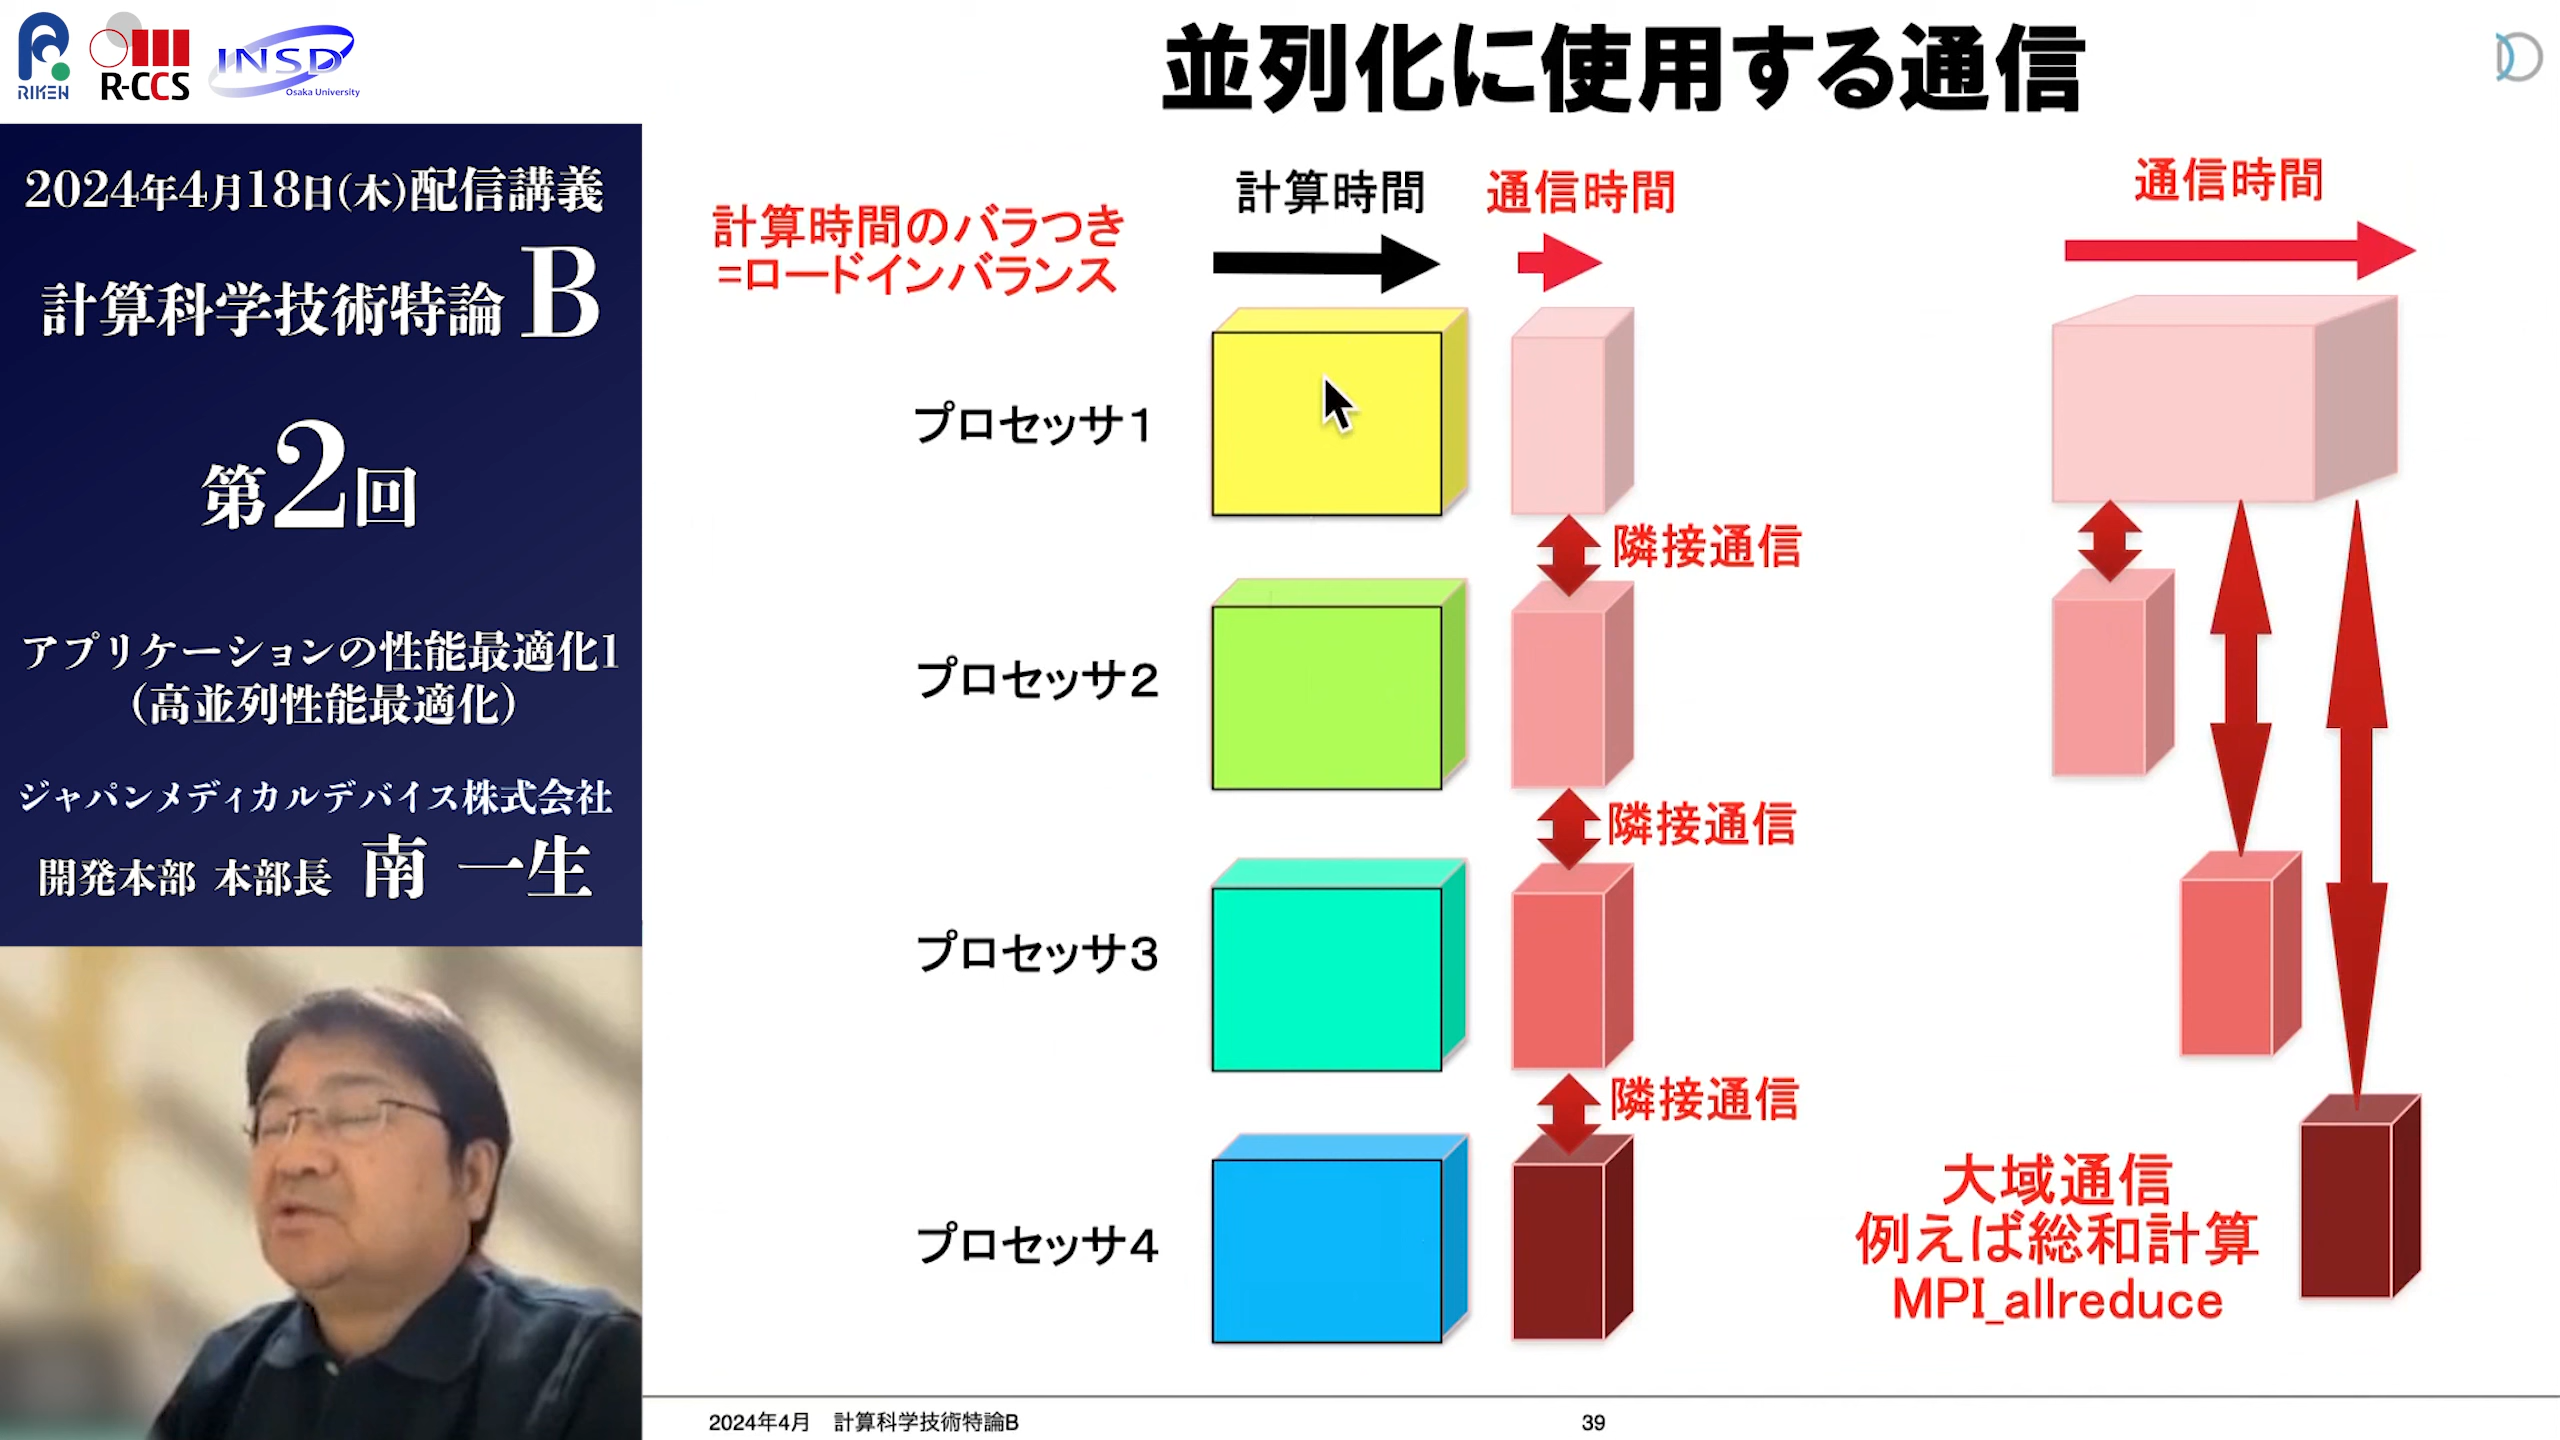 RIKEN
R-CCS
INSD
Osaka University
2024年4月18日(木)配信講義
計算科学技術特論 B
第2回
アプリケーションの性能最適化1
(高並列性能最適化)
ジャパンメディカルデバイス株式会社
開発本部 本部長 南 一生
並列化に使用する通信
計算時間のバラつき
=ロードインバランス
計算時間
通信時間
通信時間
プロセッサ1
隣接通信
プロセッサ2
隣接通信
プロセッサ3
隣接通信
プロセッサ4
大域通信
例えば総和計算
MPI_allreduce
2024年4月 計算科学技術特論B
39